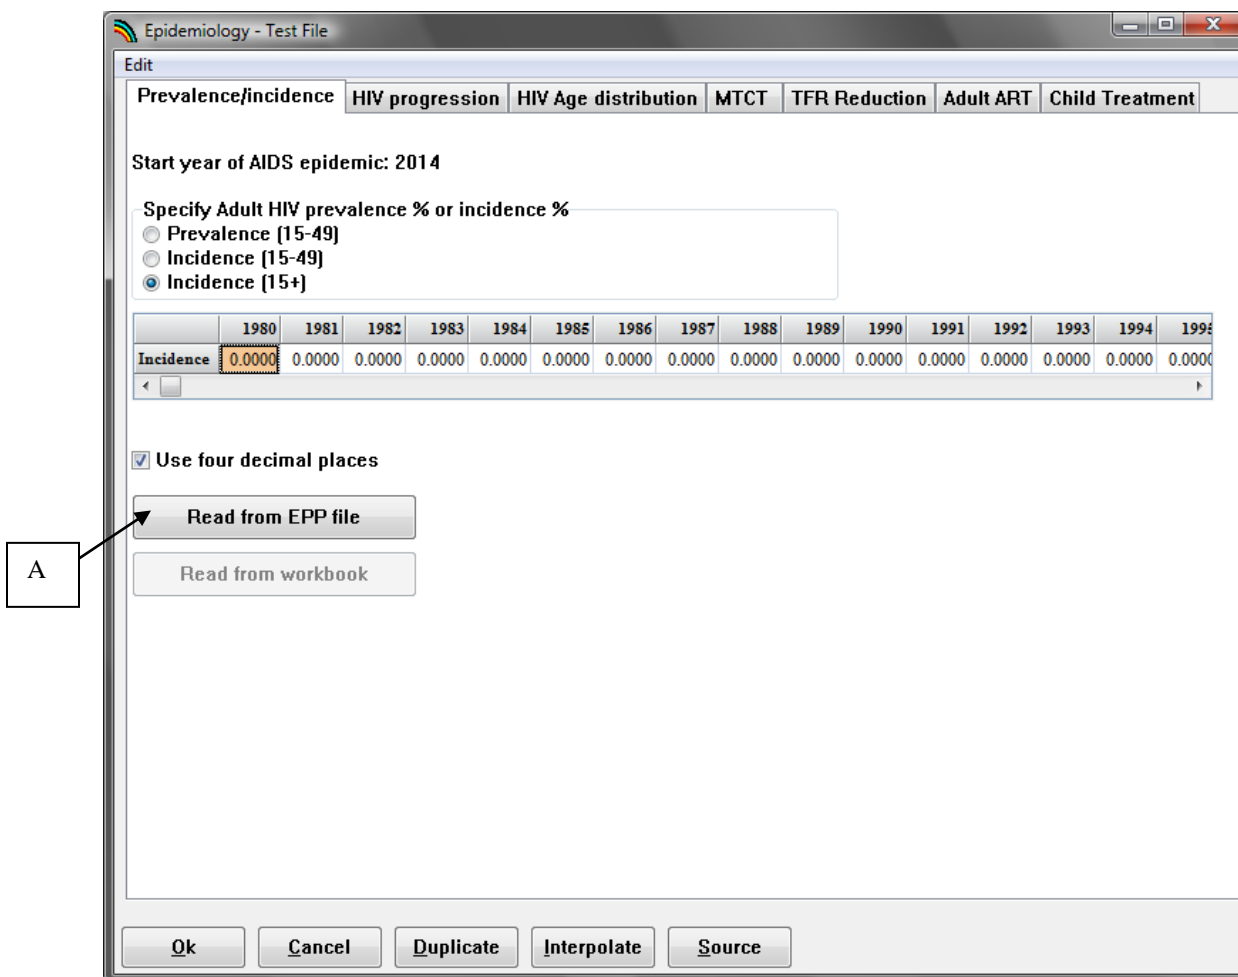 Epidemiology - Test File
Edit
Prevalence/incidence HIV progression HIV Age distribution MTCT TFR Reduction Adult ART Child Treatment
Start year of AIDS epidemic: 2014
Specify Adult HIV prevalence % or incidence %
Prevalence (15-49)
Incidence (15-49)
Incidence (15+)
1980 1981 1982 1983 1984 1985 1986 1987 1988 1989 1990 1991 1992 1993 1994
Incidence 0.0000 0.0000 0.0000 0.0000 0.0000 0.0000 0.0000 0.0000 0.0000 0.0000 0.0000 0.0000 0.0000 0.0000 0.0000
Use four decimal places
Read from EPP file
A
Read from workbook
Ok Cancel Duplicate Interpolate Source